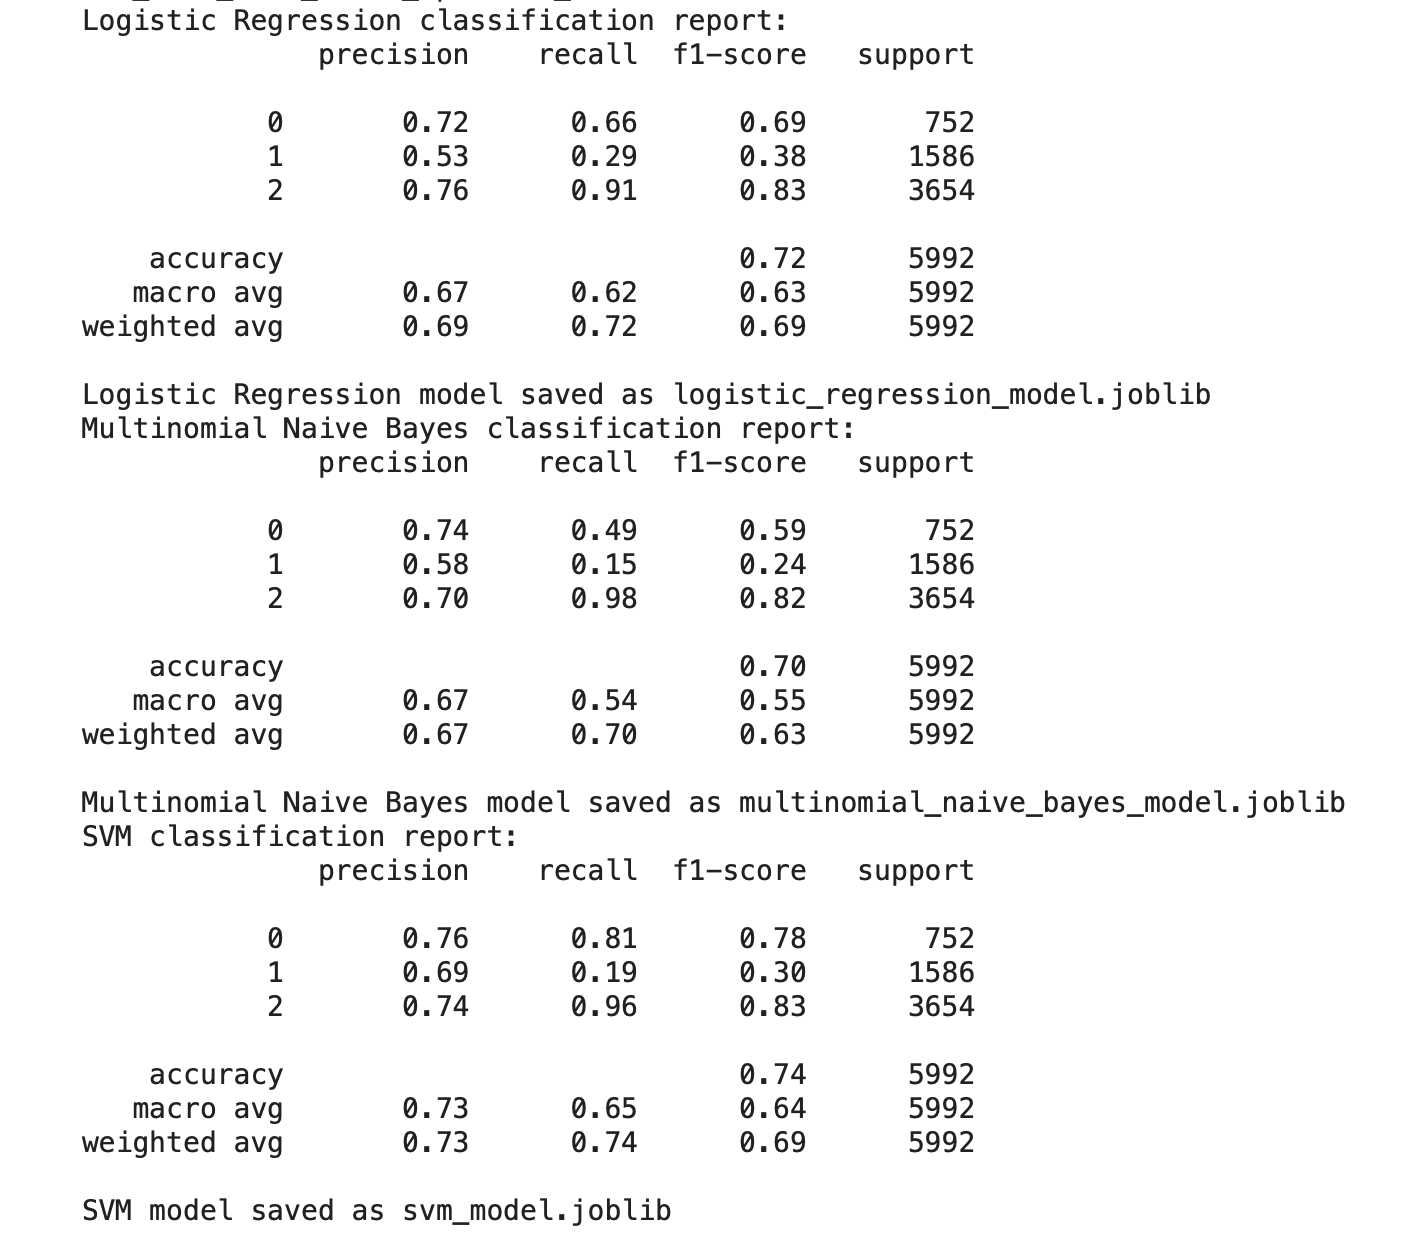 Logistic Regression classification report:
precision recall f1-score support
0 0.72 0.66 0.69 752
1 0.53 0.29 0.38 1586
2 0.76 0.91 0.83 3654
accuracy 0.72 5992
macro avg 0.67 0.62 0.63 5992
weighted avg 0.69 0.72 0.69 5992
Logistic Regression model saved as logistic_regression_model.joblib
Multinomial Naive Bayes classification report:
precision recall f1-score support
0 0.74 0.49 0.59 752
1 0.58 0.15 0.24 1586
2 0.70 0.98 0.82 3654
accuracy 0.70 5992
macro avg 0.67 0.54 0.55 5992
weighted avg 0.67 0.70 0.63 5992
Multinomial Naive Bayes model saved as multinomial_naive_bayes_model.joblib
SVM classification report:
precision recall f1-score support
0 0.76 0.81 0.78 752
1 0.69 0.19 0.30 1586
2 0.74 0.96 0.83 3654
accuracy 0.74 5992
macro avg 0.73 0.65 0.64 5992
weighted avg 0.73 0.74 0.69 5992
SVM model saved as svm_model.joblib